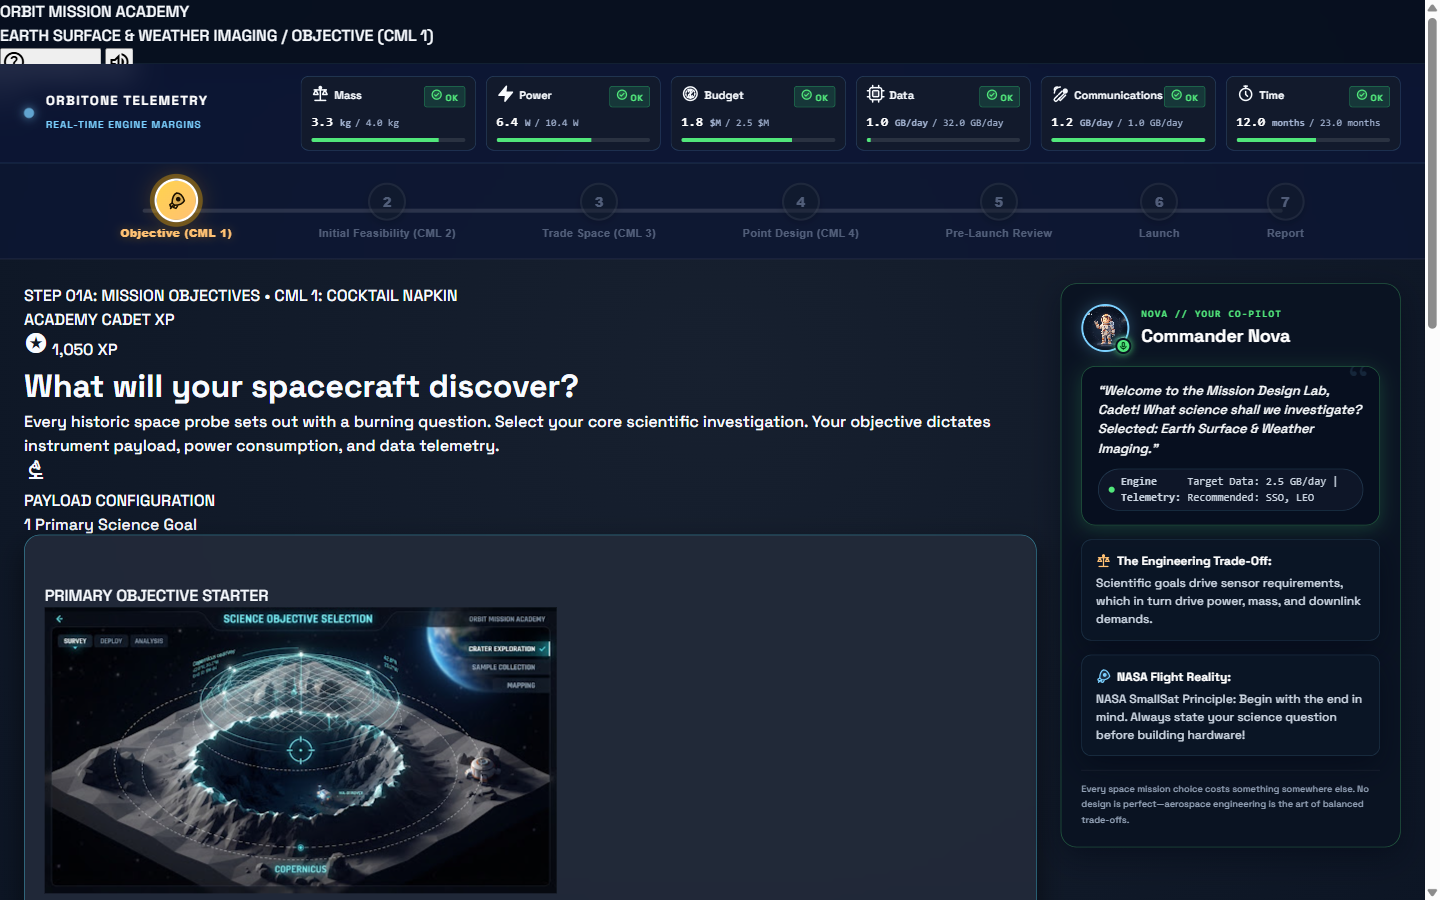 ORBIT MISSION ACADEMY
EARTH SURFACE & WEATHER IMAGING / OBJECTIVE (CML 1)
ORBITONE TELEMETRY
REAL-TIME ENGINE MARGINS
Mass OK
3.3 kg / 4.0 kg
Power OK
6.4 W / 10.4 W
Budget OK
1.8 $M / 2.5 $M
Data OK
1.0 GB/day / 32.0 GB/day
Communications OK
1.2 GB/day / 1.0 GB/day
Time OK
12.0 months / 23.0 months
Objective (CML 1)
2
Initial Feasibility (CML 2)
3
Trade Space (CML 3)
4
Point Design (CML 4)
5
Pre-Launch Review
6
Launch
7
Report
STEP 01A: MISSION OBJECTIVES • CML 1: COCKTAIL NAPKIN
ACADEMY CADET XP
1,050 XP
What will your spacecraft discover?
Every historic space probe sets out with a burning question. Select your core scientific investigation. Your objective dictates
instrument payload, power consumption, and data telemetry.
PAYLOAD CONFIGURATION
1 Primary Science Goal
PRIMARY OBJECTIVE STARTER
SCIENCE OBJECTIVE SELECTION
ORBIT MISSION ACADEMY
SURVEY DEPLOY ANALYSIS
CRATER EXPLORATION
SAMPLE COLLECTION
MAPPING
COPERNICUS
NOVA // YOUR CO-PILOT
Commander Nova
“Welcome to the Mission Design Lab,
Cadet! What science shall we investigate?
Selected: Earth Surface & Weather
Imaging.”
Engine Telemetry: Target Data: 2.5 GB/day |
Recommended: SSO, LEO
The Engineering Trade-Off:
Scientific goals drive sensor requirements,
which in turn drive power, mass, and downlink
demands.
NASA Flight Reality:
NASA SmallSat Principle: Begin with the end in
mind. Always state your science question
before building hardware!
Every space mission choice costs something somewhere else. No
design is perfect—aerospace engineering is the art of balanced
trade-offs.